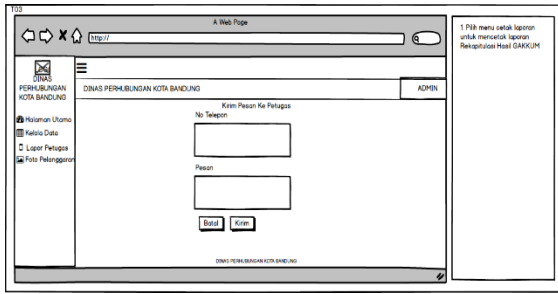 T03
A Web Page
http://
DINAS
PERHUBUNGAN
KOTA BANDUNG
DINAS PERHUBUNGAN KOTA BANDUNG
ADMIN
Halaman Utama
Kelola Data
Lapor Petugas
Foto Pelanggaran
Kirim Pesan Ke Petugas
No Telepon
Pesan
Batal
Kirim
DINAS PERHUBUNGAN KOTA BANDUNG
1. Pilih menu cetak laporan
untuk mencetak laporan
Rekapitulasi Hasil GAKKUM